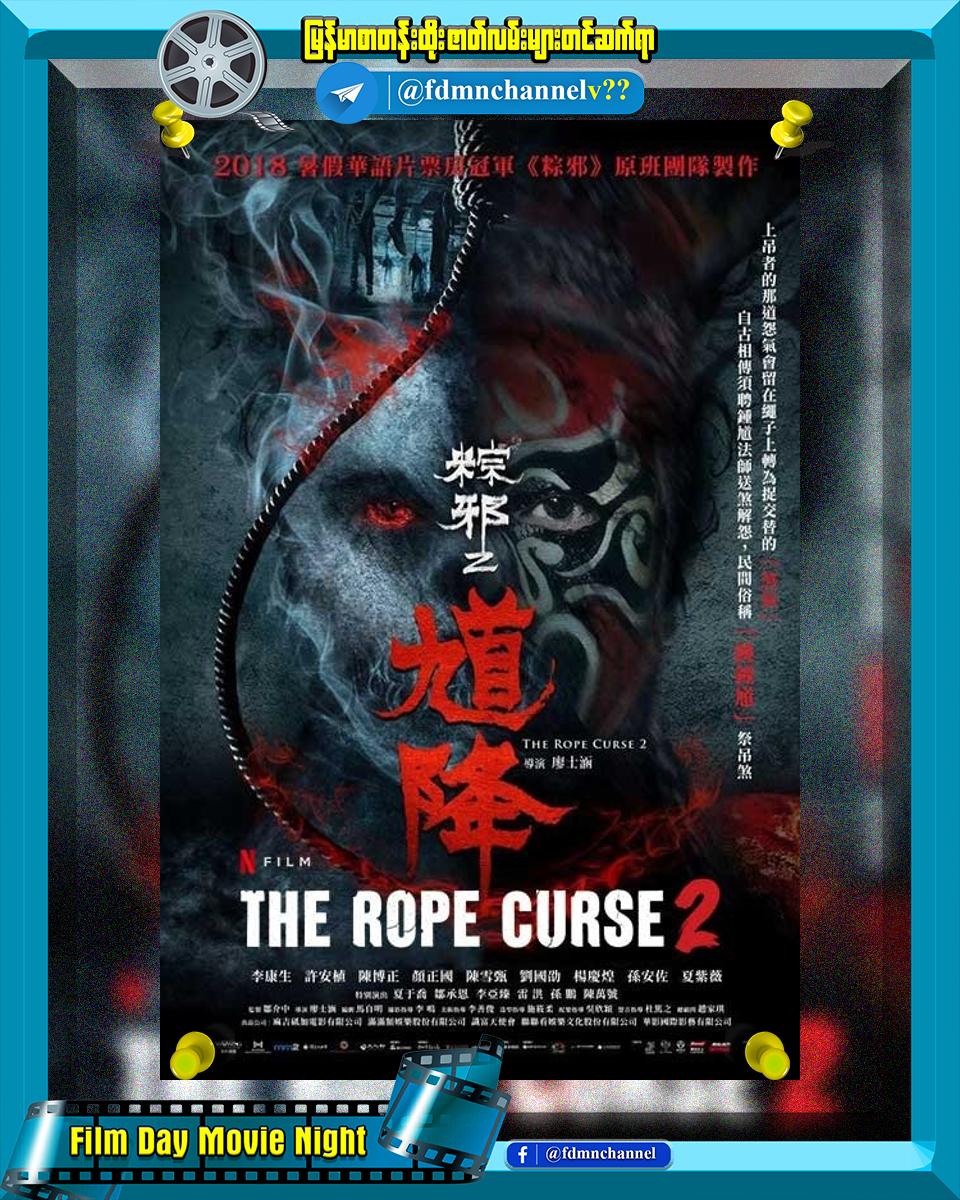 မြန်မာစာတန်းထိုးဇာတ်လမ်းများတင်ဆက်ရာ
@fdmnchannelv??
2018 暑假華語片票房冠軍《粽邪》原班團隊製作
上吊者的那道怨氣會留在繩子上轉為捉交替的
自古相傳須聘鍾馗法師送煞解怨，民間俗稱
祭吊煞
粽邪
2
馗降
THE ROPE CURSE 2
導演 廖士涵
N FILM
THE ROPE CURSE 2
李康生 許安植 陳博正 顏正國 陳雪甄 劉國劭 楊慶煌 孫安佐 夏紫薇
特別演出 夏于喬 鄒承恩 李亞臻 雷洪 孫鵬 陳萬號
Film Day Movie Night
f | @fdmnchannel